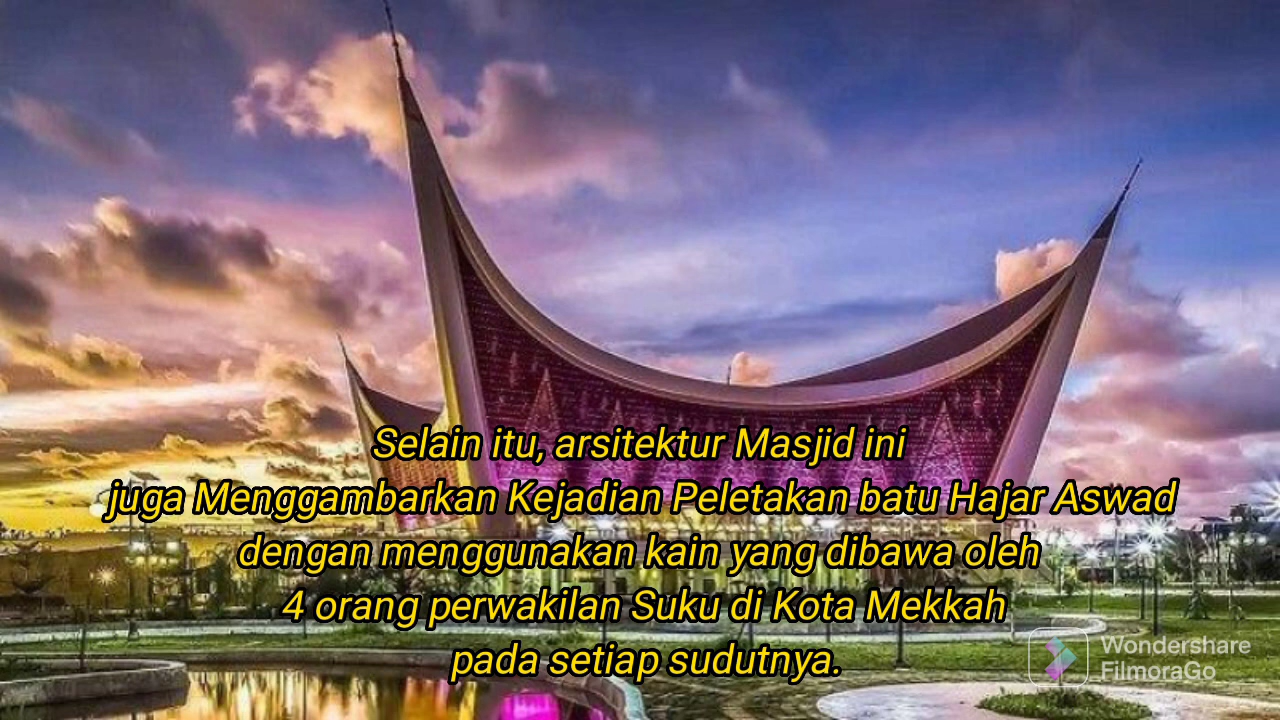 Selain itu, arsitektur Masjid ini
juga Menggambarkan Kejadian Peletakan batu Hajar Aswad
dengan menggunakan kain yang dibawa oleh
4 orang perwakilan Suku di Kota Mekkah
pada setiap sudutnya.
Wondershare
FilmoraGo